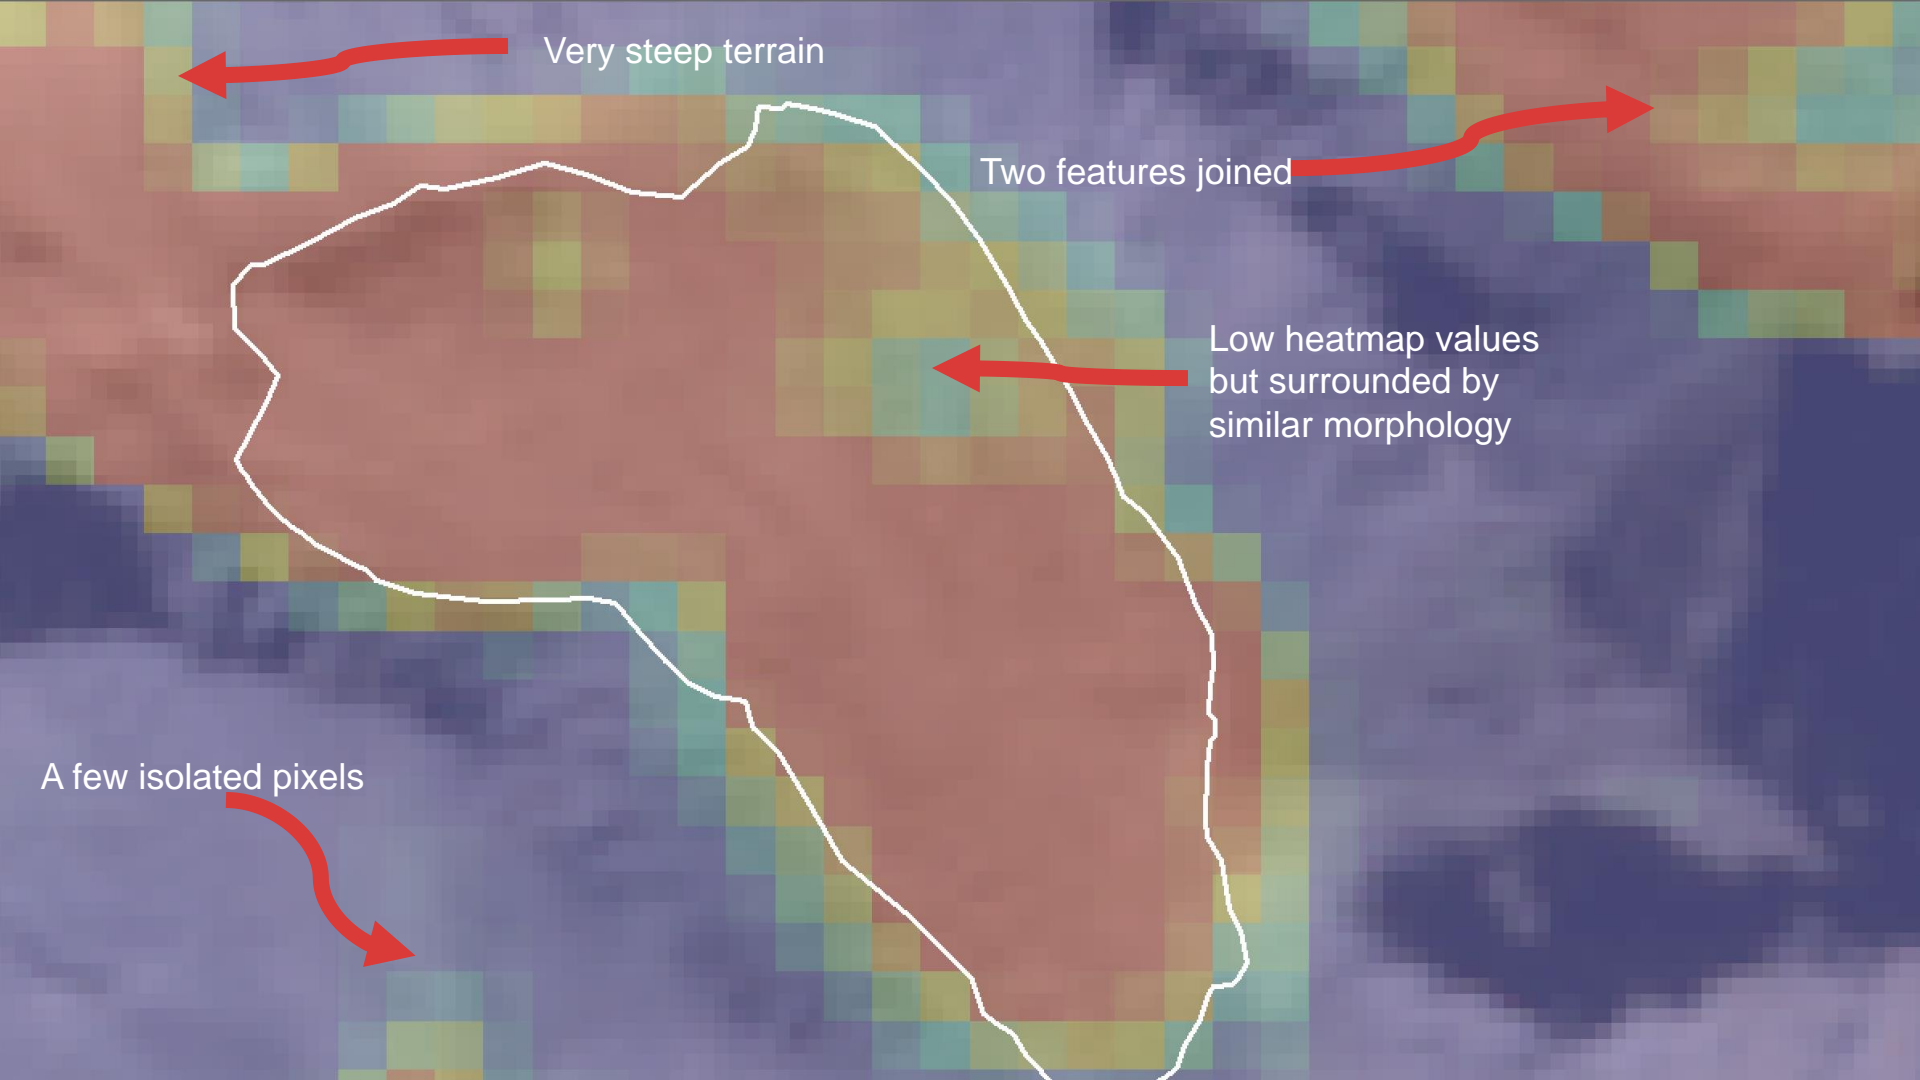 Very steep terrain
Two features joined
Low heatmap values
but surrounded by
similar morphology
A few isolated pixels